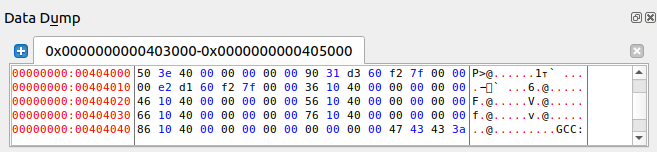 Data Dump
0x0000000000403000-0x0000000000405000
00000000:00404000 50 3e 40 00 00 00 00 00 90 31 d3 60 f2 7f 00 00 P>@......1т` ...
00000000:00404010 00 e2 d1 60 f2 7f 00 00 36 10 40 00 00 00 00 00 .–□` ...6.@.....
00000000:00404020 46 10 40 00 00 00 00 00 56 10 40 00 00 00 00 00 F.@.....V.@.....
00000000:00404030 66 10 40 00 00 00 00 00 76 10 40 00 00 00 00 00 f.@.....v.@.....
00000000:00404040 86 10 40 00 00 00 00 00 00 00 00 00 47 43 43 3a ..@.........GCC: